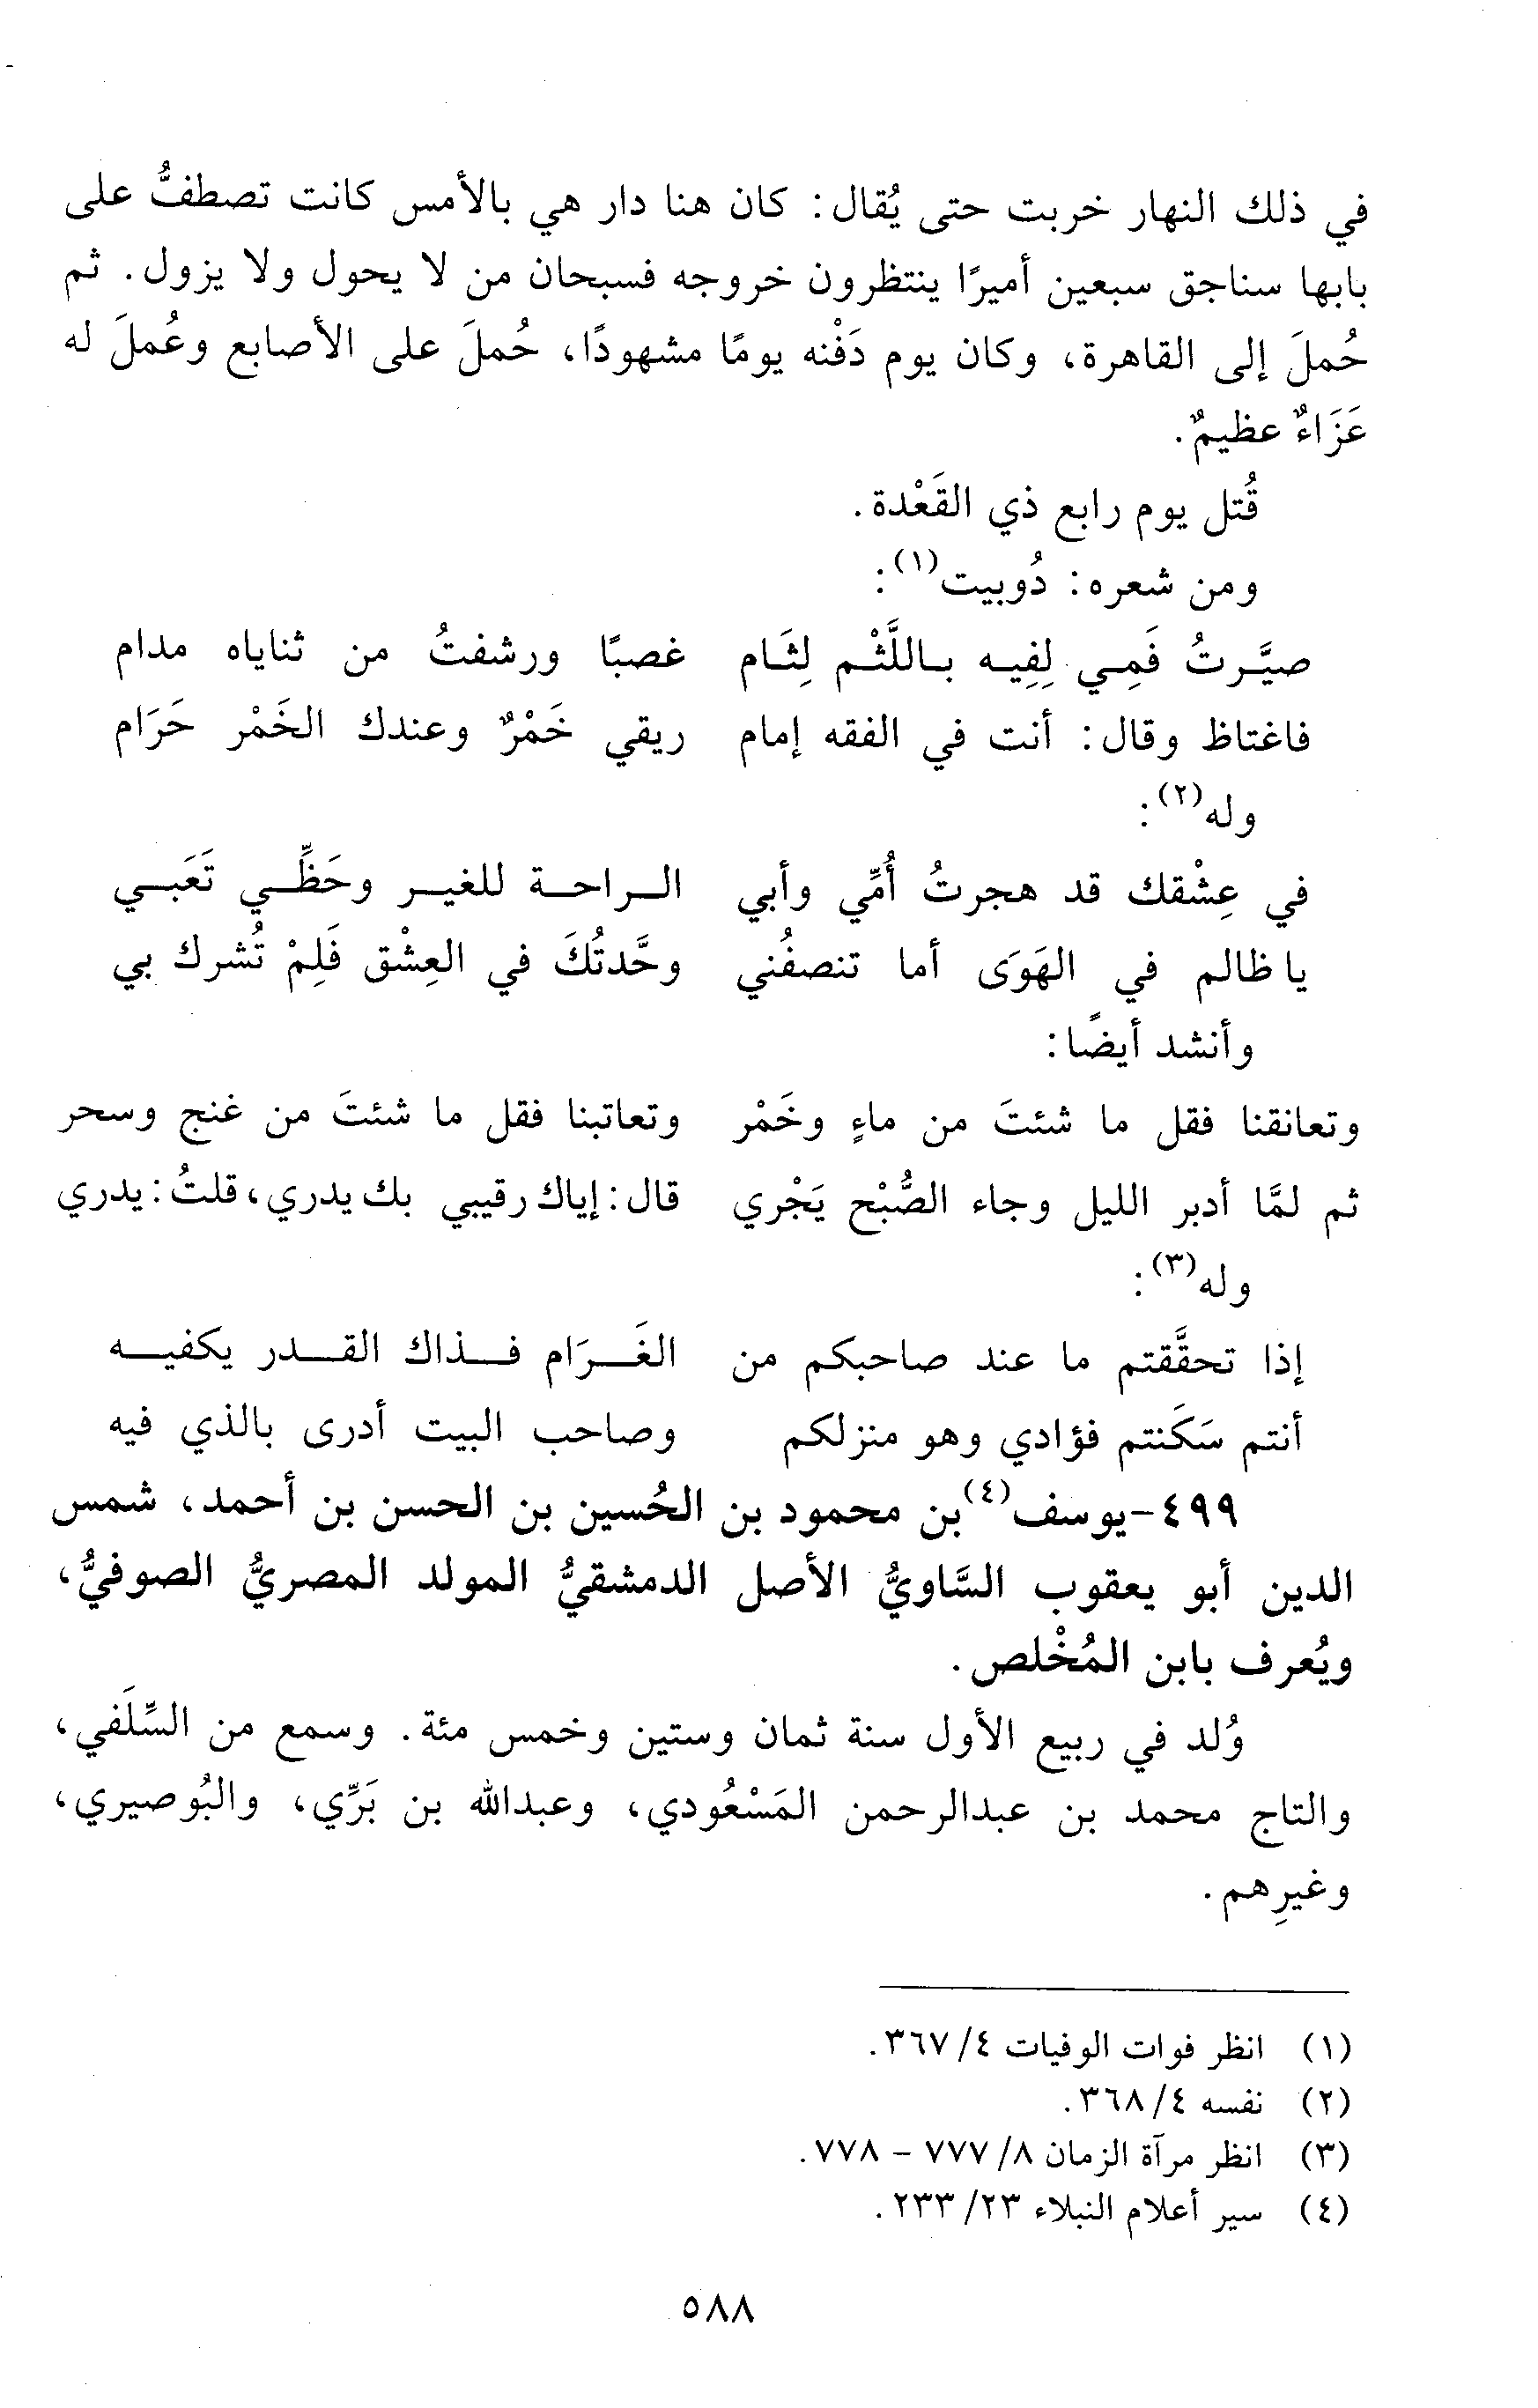 في ذلك النهار خربت حتى يُقال: كان هنا دار هي بالأمس كانت تصطفُّ على
بابها سناجق سبعين أميرًا ينتظرون خروجه فسبحان من لا يحول ولا يزول. ثم
حُملَ إلى القاهرة، وكان يوم دَفْنه يومًا مشهودًا، حُملَ على الأصابع وعُملَ له
عَزَاءٌ عظيمٌ.
قُتل يوم رابع ذي القَعْدة.
ومن شعره: دُوبيت(١):
صيَّرتُ فَمِي لِفِيه باللَّثْم لِثَام غصبًا ورشفتُ من ثناياه مدام
فاغتاظ وقال: أنت في الفقه إمام ريقي خَمْرٌ وعندك الخَمْر حَرَام
وله(٢):
في عِشْقك قد هجرتُ أُمِّي وأبي الراحة للغير وحَظِّي تَعَبي
يا ظالم في الهَوَى أما تنصفُني وحَّدتُكَ في العِشْق فَلِمْ تُشرك بي
وأنشد أيضًا:
وتعانقنا فقل ما شئتَ من ماءٍ وخَمْر وتعاتبنا فقل ما شئتَ من غنج وسحر
ثم لمَّا أدبر الليل وجاء الصُّبْح يَجْري قال: إياك رقيبي بك يدري، قلتُ: يدري
وله(٣):
إذا تحقَّقتم ما عند صاحبكم من الغَرَام فذاك القدر يكفيه
أنتم سَكَنتم فؤادي وهو منزلكم وصاحب البيت أدرى بالذي فيه
٤٩٩-يوسف(٤) بن محمود بن الحُسين بن الحسن بن أحمد، شمس
الدين أبو يعقوب السَّاويُّ الأصل الدمشقيُّ المولد المصريُّ الصوفيُّ،
ويُعرف بابن المُخْلص.
وُلد في ربيع الأول سنة ثمان وستين وخمس مئة. وسمع من السِّلَفي،
والتاج محمد بن عبدالرحمن المَسْعُودي، وعبدالله بن بَرِّي، والبُوصيري،
وغيرِهم.
(١) انظر فوات الوفيات ٤/ ٣٦٧.
(٢) نفسه ٤/ ٣٦٨.
(٣) انظر مرآة الزمان ٨/ ٧٧٧ - ٧٧٨.
(٤) سير أعلام النبلاء ٢٣/ ٢٣٣.
٥٨٨